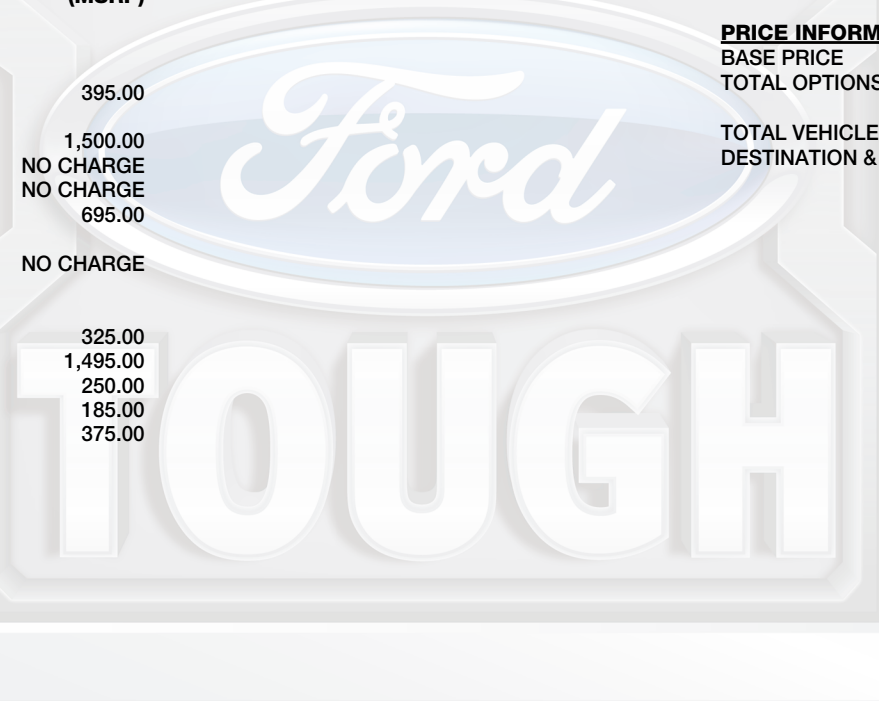 (MSRP)
395.00
1,500.00
NO CHARGE
NO CHARGE
695.00
NO CHARGE
325.00
1,495.00
250.00
185.00
375.00
PRICE INFORM
BASE PRICE
TOTAL OPTIONS
TOTAL VEHICLE
DESTINATION &
Ford
TOUGH